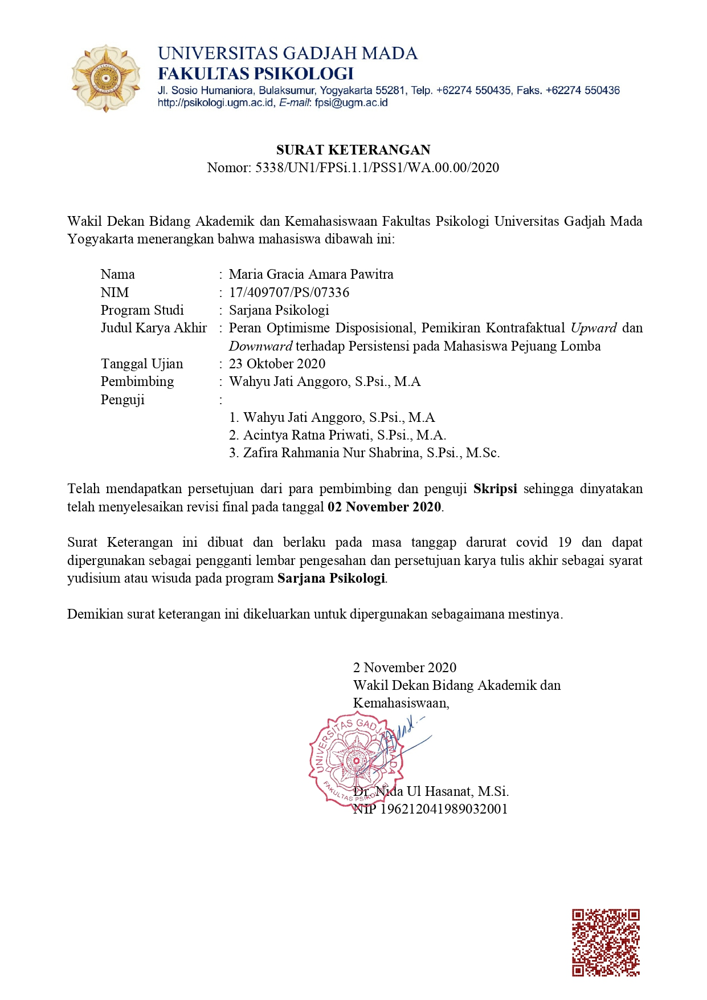 UNIVERSITAS GADJAH MADA
FAKULTAS PSIKOLOGI
Jl. Sosio Humaniora, Bulaksumur, Yogyakarta 55281, Telp. +62274 550435, Faks. +62274 550436
http://psikologi.ugm.ac.id, E-mail: fpsi@ugm.ac.id
SURAT KETERANGAN
Nomor: 5338/UN1/FPSi.1.1/PSS1/WA.00.00/2020
Wakil Dekan Bidang Akademik dan Kemahasiswaan Fakultas Psikologi Universitas Gadjah Mada
Yogyakarta menerangkan bahwa mahasiswa dibawah ini:
Nama : Maria Gracia Amara Pawitra
NIM : 17/409707/PS/07336
Program Studi : Sarjana Psikologi
Judul Karya Akhir : Peran Optimisme Disposisional, Pemikiran Kontrafaktual Upward dan
Downward terhadap Persistensi pada Mahasiswa Pejuang Lomba
Tanggal Ujian : 23 Oktober 2020
Pembimbing : Wahyu Jati Anggoro, S.Psi., M.A
Penguji :
1. Wahyu Jati Anggoro, S.Psi., M.A
2. Acintya Ratna Priwati, S.Psi., M.A.
3. Zafira Rahmania Nur Shabrina, S.Psi., M.Sc.
Telah mendapatkan persetujuan dari para pembimbing dan penguji Skripsi sehingga dinyatakan
telah menyelesaikan revisi final pada tanggal 02 November 2020.
Surat Keterangan ini dibuat dan berlaku pada masa tanggap darurat covid 19 dan dapat
dipergunakan sebagai pengganti lembar pengesahan dan persetujuan karya tulis akhir sebagai syarat
yudisium atau wisuda pada program Sarjana Psikologi.
Demikian surat keterangan ini dikeluarkan untuk dipergunakan sebagaimana mestinya.
2 November 2020
Wakil Dekan Bidang Akademik dan
Kemahasiswaan,
UNIVERSITAS GADJAH MADA
FAKULTAS PSIKOLOGI
Dr. Nida Ul Hasanat, M.Si.
NIP 196212041989032001